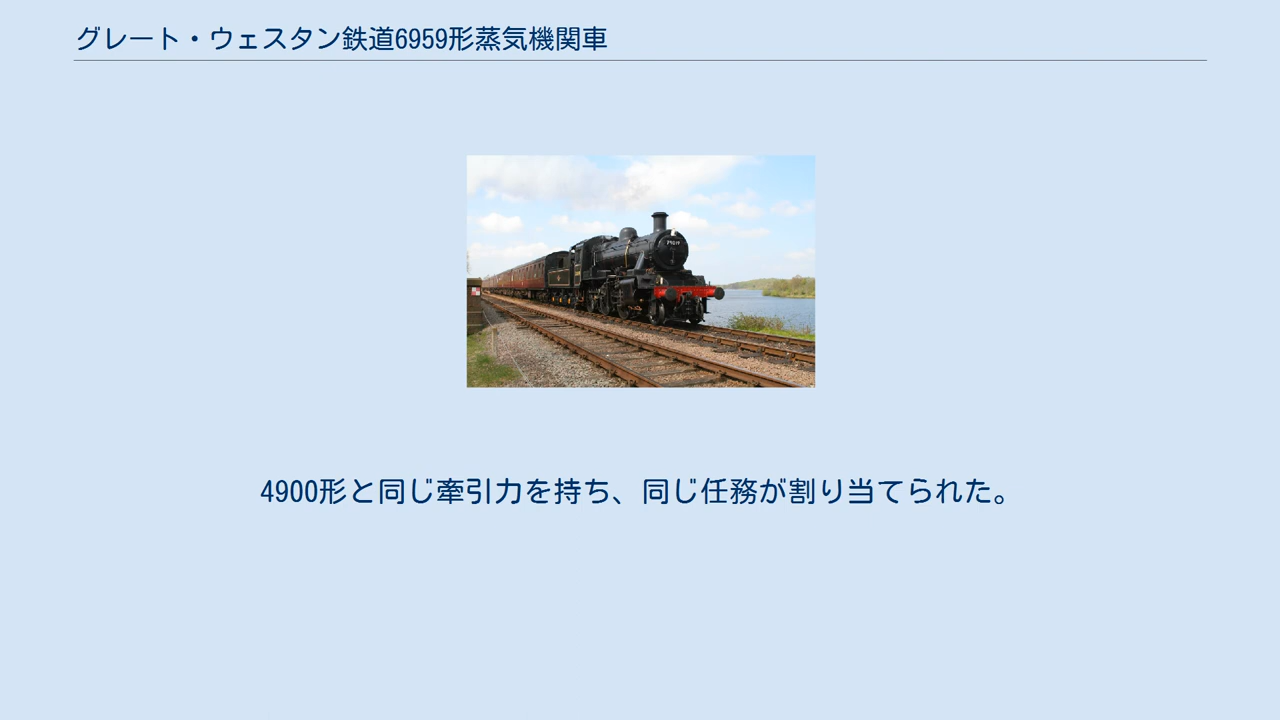 グレート・ウェスタン鉄道6959形蒸気機関車
4900形と同じ牽引力を持ち、同じ任務が割り当てられた。